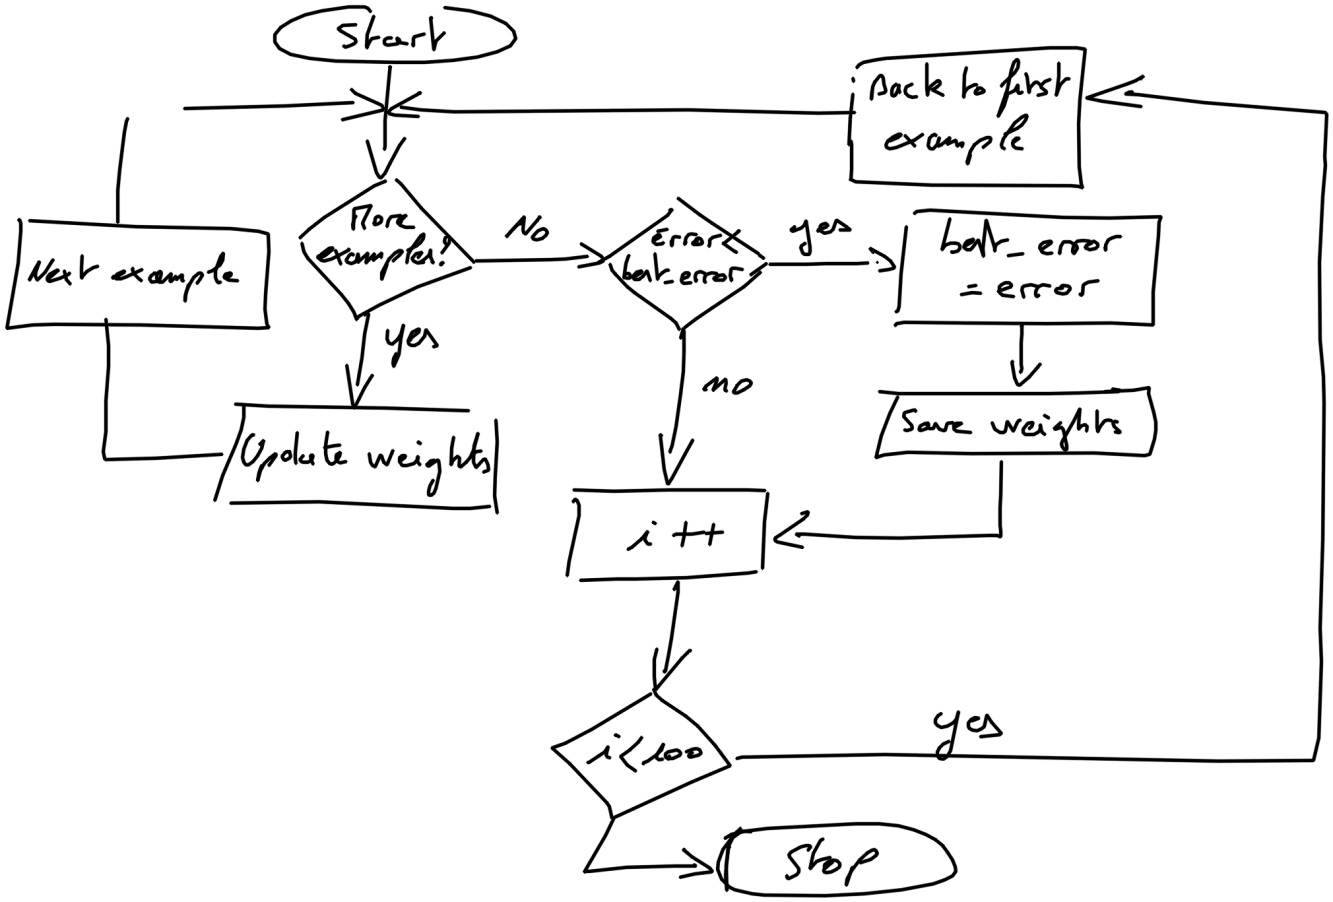 Start
Back to first
example
More
examples?
No
Error<
best_error
yes
best_error
= error
Next example
yes
no
Update weights
Save weights
i++
i<100
yes
Stop